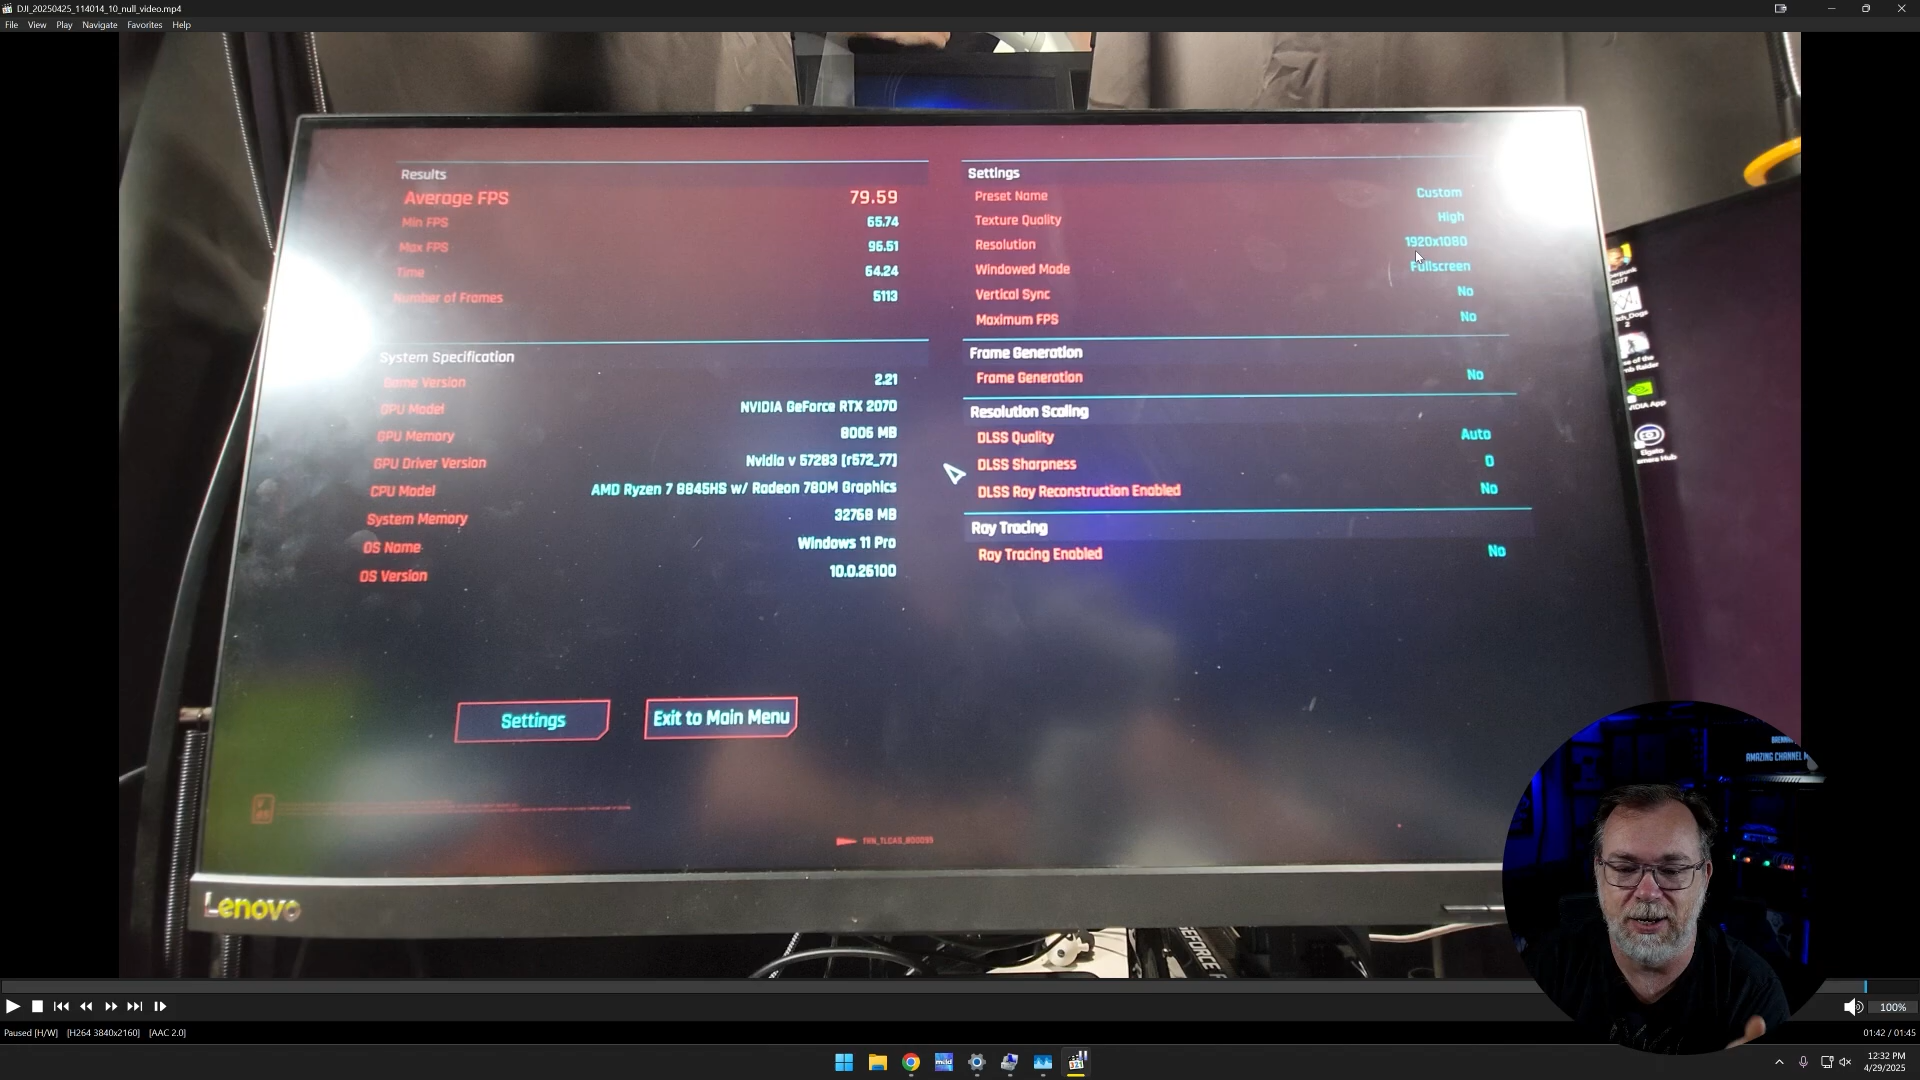 DJI_20250425_114014_10_null_video.mp4
File View Play Navigate Favorites Help
Results
Average FPS 79.59
Min FPS 65.74
Max FPS 96.51
Time 64.24
Number of Frames 5113
System Specification
Game Version 2.21
GPU Model NVIDIA GeForce RTX 2070
GPU Memory 8006 MB
GPU Driver Version Nvidia v 57283 [r572_77]
CPU Model AMD Ryzen 7 8845HS w/ Radeon 780M Graphics
System Memory 32768 MB
OS Name Windows 11 Pro
OS Version 10.0.26100
Settings
Preset Name Custom
Texture Quality High
Resolution 1920x1080
Windowed Mode Fullscreen
Vertical Sync No
Maximum FPS No
Frame Generation
Frame Generation No
Resolution Scaling
DLSS Quality Auto
DLSS Sharpness 0
DLSS Ray Reconstruction Enabled No
Ray Tracing
Ray Tracing Enabled No
Settings
Exit to Main Menu
2077
2
Lenovo
GEFORCE
AMAZING CHANNEL
100%
Paused [H/W] [H264 3840x2160] [AAC 2.0]
01:42 / 01:45
12:32 PM
4/29/2025